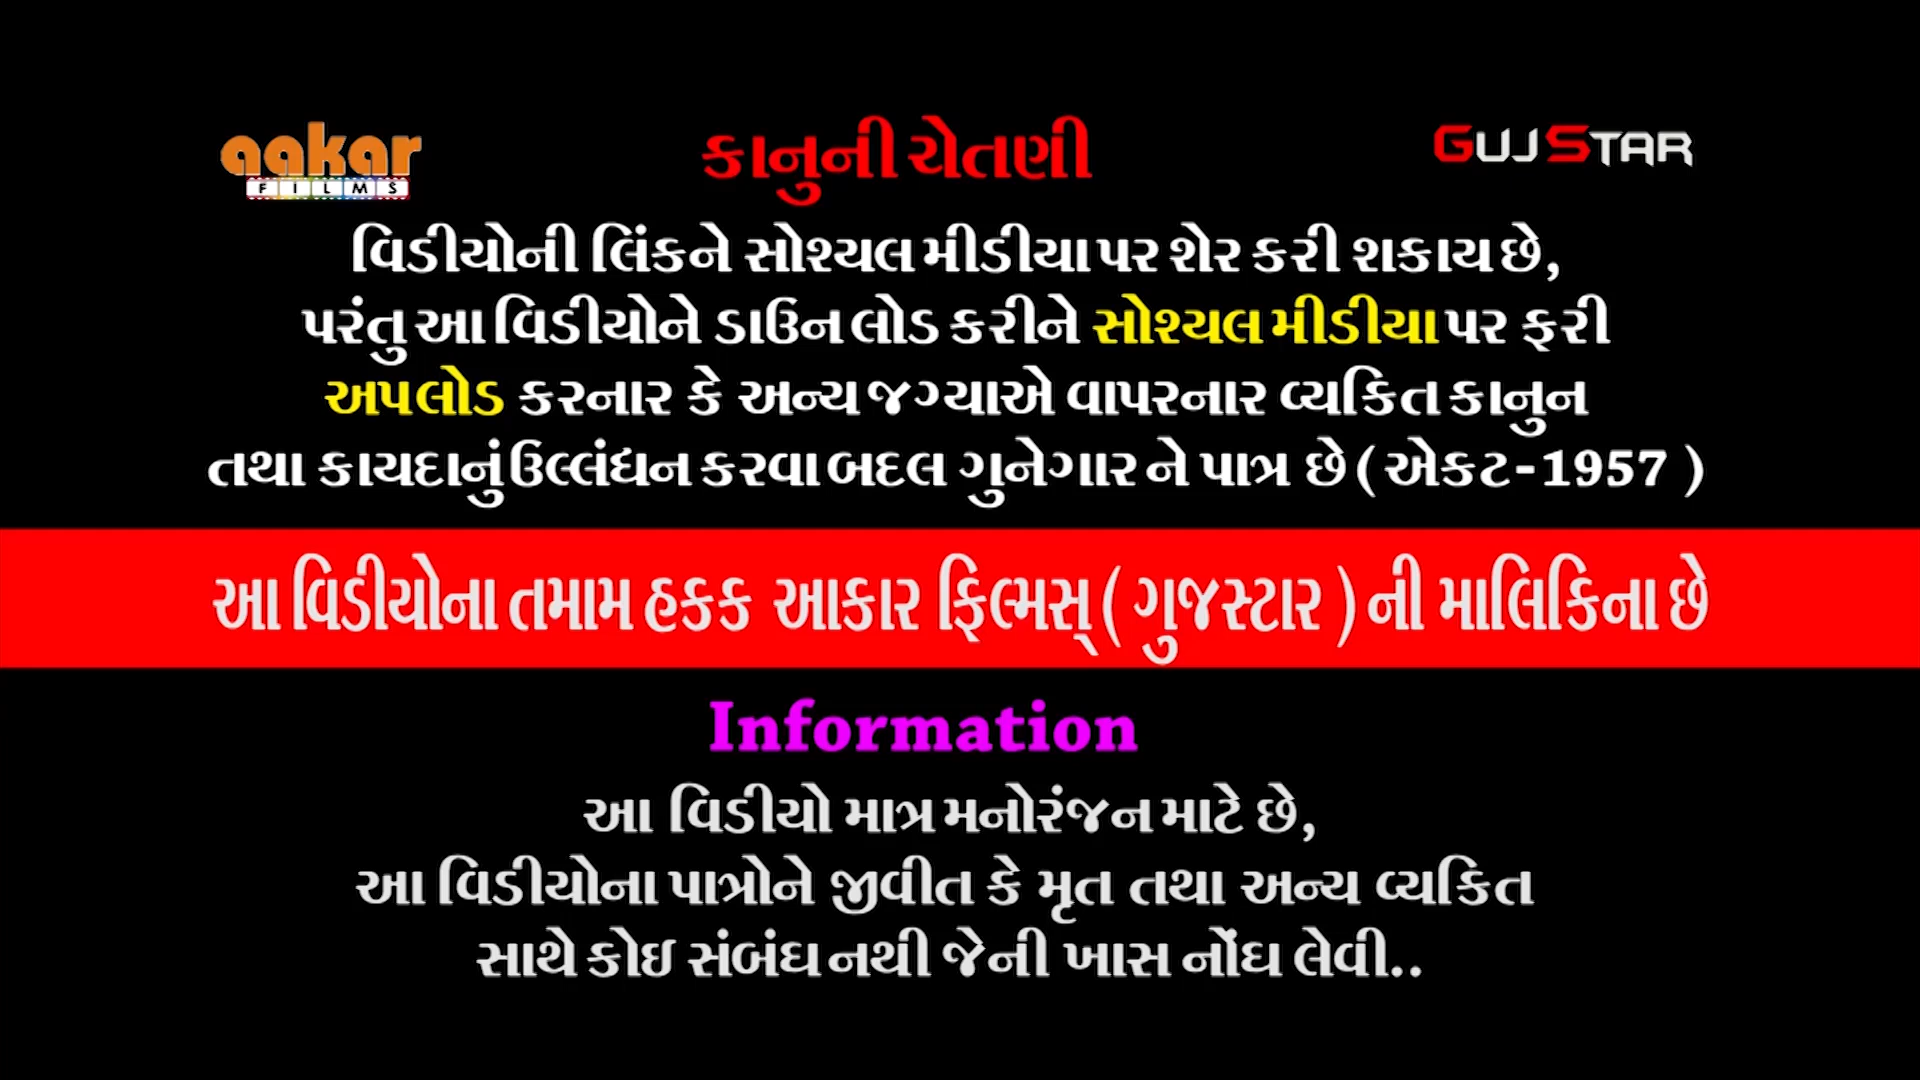 aakar
FILMS
કાનુની ચેતણી
GUJSTAR
વિડીયોની લિંકને સોશ્યલ મીડીયા પર શેર કરી શકાય છે,
પરંતુ આ વિડીયોને ડાઉન લોડ કરીને સોશ્યલ મીડીયા પર ફરી
અપલોડ કરનાર કે અન્ય જગ્યાએ વાપરનાર વ્યકિત કાનુન
તથા કાયદાનું ઉલ્લંઘન કરવા બદલ ગુનેગાર ને પાત્ર છે ( એકટ-1957 )
આ વિડીયોના તમામ હકક આકાર ફિલ્મસ્ ( ગુજસ્ટાર ) ની માલિકિના છે
Information
આ વિડીયો માત્ર મનોરંજન માટે છે,
આ વિડીયોના પાત્રોને જીવીત કે મૃત તથા અન્ય વ્યકિત
સાથે કોઇ સંબંઘ નથી જેની ખાસ નોંઘ લેવી..